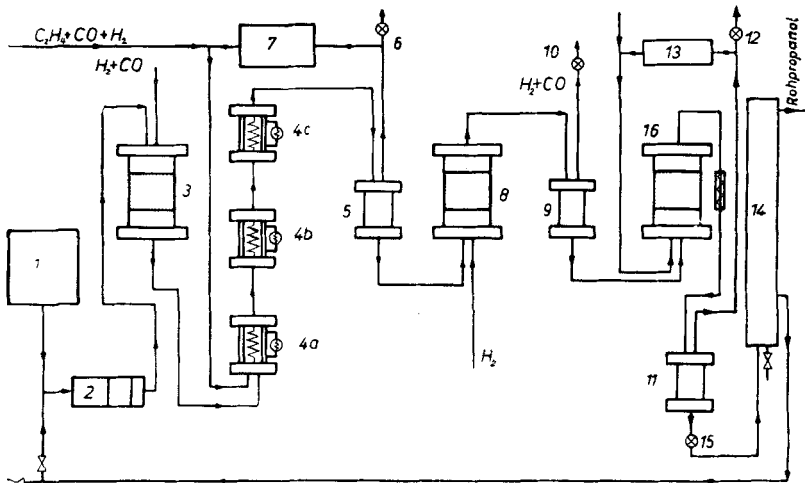 C₂H₄+CO+H₂
7
6
10
13
12
Rohpropanol
H₂+CO
H₂+CO
4c
16
3
5
8
9
14
1
4b
4a
H₂
11
2
15